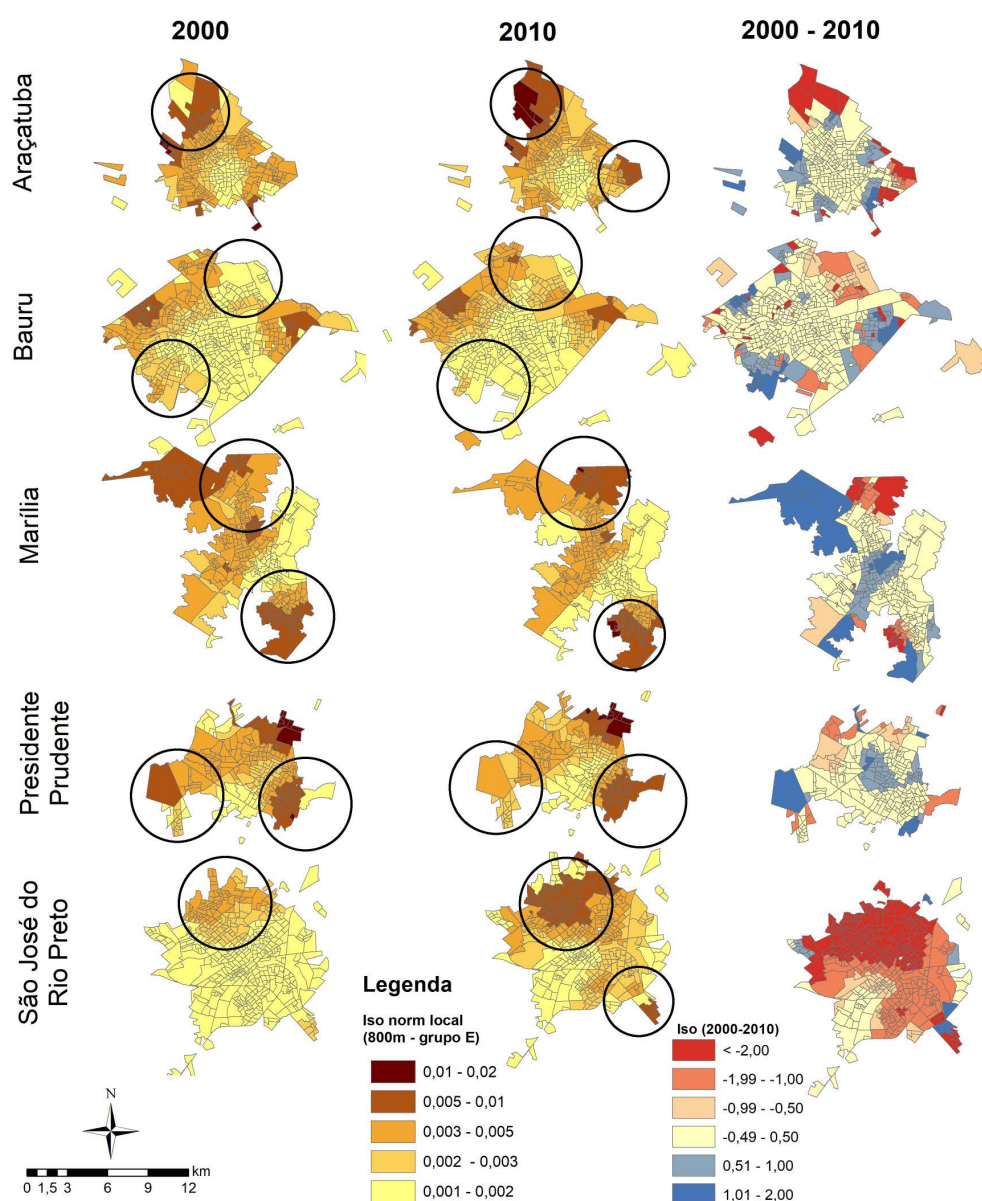 2000
2010
2000 - 2010
Araçatuba
Bauru
Marília
Presidente
Prudente
São José do
Rio Preto
Legenda
Iso norm local
(800m - grupo E)
0,01 - 0,02
0,005 - 0,01
0,003 - 0,005
0,002 - 0,003
0,001 - 0,002
Iso (2000-2010)
< -2,00
-1,99 - -1,00
-0,99 - -0,50
-0,49 - 0,50
0,51 - 1,00
1,01 - 2,00
N
km
0 1,5 3 6 9 12